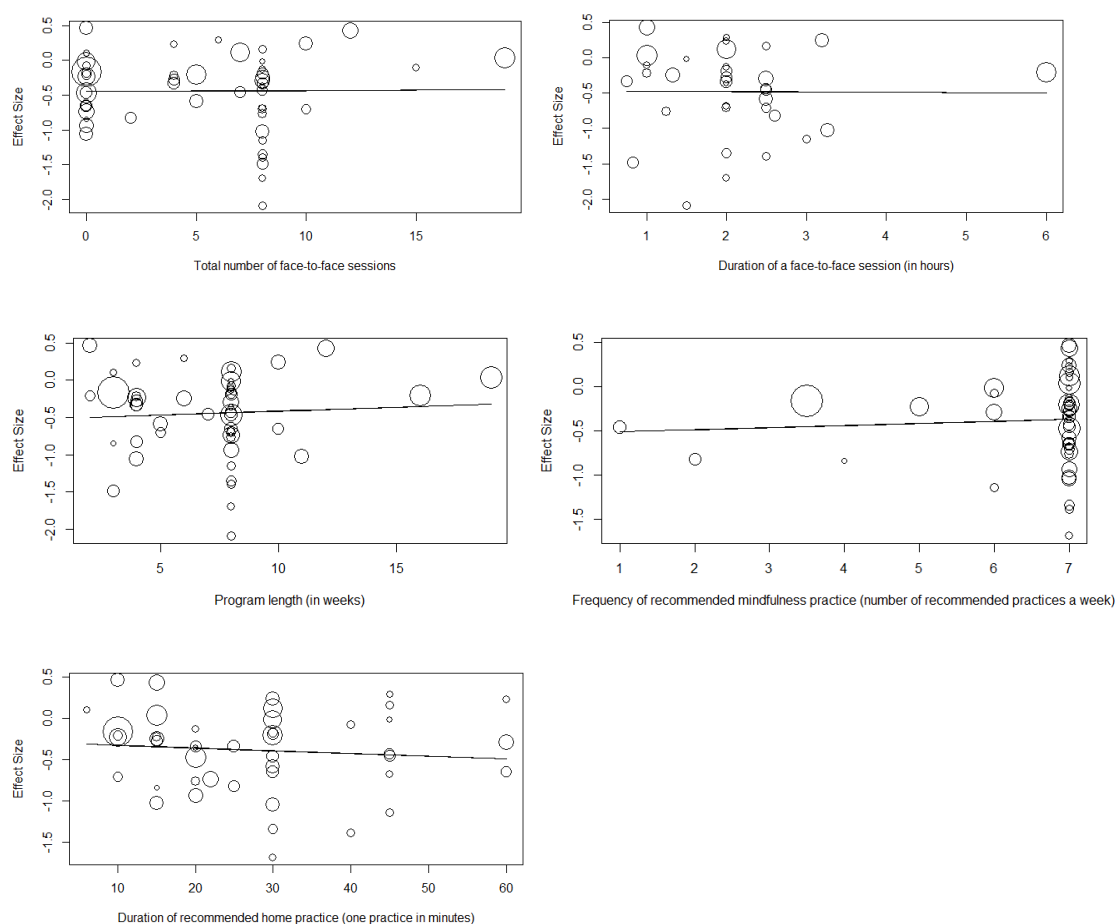 0.5
0.0
-0.5
-1.0
-1.5
-2.0
Effect Size
0 5 10 15
Total number of face-to-face sessions
0.5
0.0
-0.5
-1.0
-1.5
-2.0
Effect Size
1 2 3 4 5 6
Duration of a face-to-face session (in hours)
0.5
0.0
-0.5
-1.0
-1.5
-2.0
Effect Size
5 10 15
Program length (in weeks)
0.5
0.0
-0.5
-1.0
-1.5
Effect Size
1 2 3 4 5 6 7
Frequency of recommended mindfulness practice (number of recommended practices a week)
0.5
0.0
-0.5
-1.0
-1.5
Effect Size
10 20 30 40 50 60
Duration of recommended home practice (one practice in minutes)